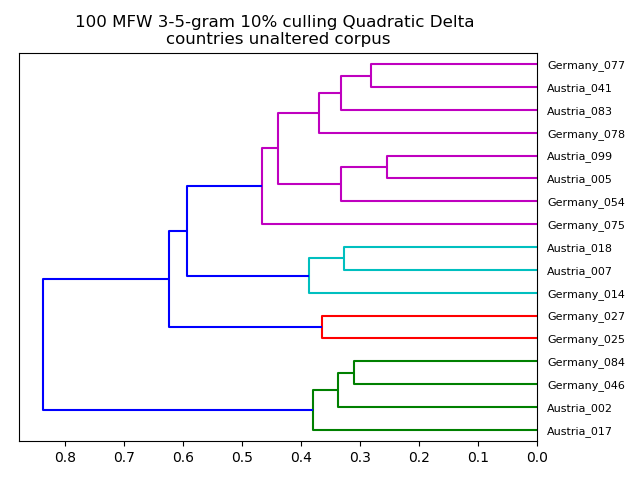 100 MFW 3-5-gram 10% culling Quadratic Delta
countries unaltered corpus
Germany_077
Austria_041
Austria_083
Germany_078
Austria_099
Austria_005
Germany_054
Germany_075
Austria_018
Austria_007
Germany_014
Germany_027
Germany_025
Germany_084
Germany_046
Austria_002
Austria_017
0.8 0.7 0.6 0.5 0.4 0.3 0.2 0.1 0.0